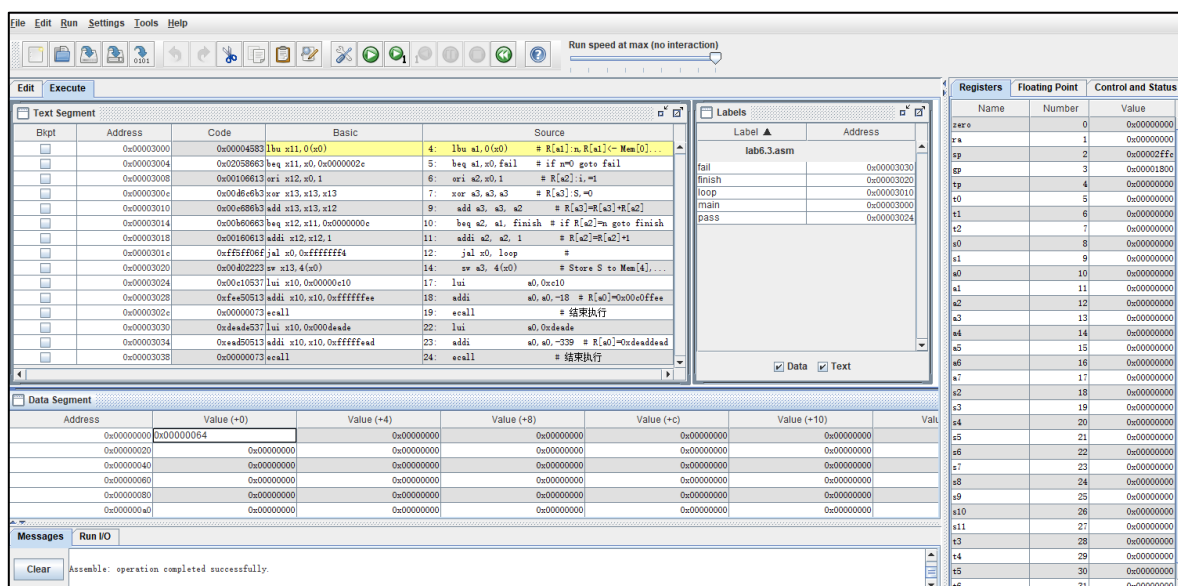 File Edit Run Settings Tools Help
Run speed at max (no interaction)
Edit Execute
Text Segment
Bkpt Address Code Basic Source
0x00003000 0x00004583 lbu x11,0(x0) 4: lbu a1,0(x0) # R[a1]:n,R[a1]<- Mem[0]...
0x00003004 0x02058663 beq x11,x0,0x0000002c 5: beq a1,x0,fail # if n=0 goto fail
0x00003008 0x00106613 ori x12,x0,1 6: ori a2,x0,1 # R[a2]:i,=1
0x0000300c 0x00d6c6b3 xor x13,x13,x13 7: xor a3,a3,a3 # R[a3]:S,=0
0x00003010 0x00c686b3 add x13,x13,x12 9: add a3, a3, a2 # R[a3]=R[a3]+R[a2]
0x00003014 0x00b60663 beq x12,x11,0x0000000c 10: beq a2, a1, finish # if R[a2]=n goto finish
0x00003018 0x00160613 addi x12,x12,1 11: addi a2, a2, 1 # R[a2]=R[a2]+1
0x0000301c 0xff5ff06f jal x0,0xfffffff4 12: jal x0, loop #
0x00003020 0x00d02223 sw x13,4(x0) 14: sw a3, 4(x0) # Store S to Mem[4],...
0x00003024 0x00c10537 lui x10,0x00000c10 17: lui a0,0xc10
0x00003028 0xfee50513 addi x10,x10,0xffffffee 18: addi a0,a0,-18 # R[a0]=0x00c0ffee
0x0000302c 0x00000073 ecall 19: ecall # 结束执行
0x00003030 0xdeade537 lui x10,0x000deade 22: lui a0,0xdeade
0x00003034 0xead50513 addi x10,x10,0xfffffead 23: addi a0,a0,-339 # R[a0]=0xdeaddead
0x00003038 0x00000073 ecall 24: ecall # 结束执行
Labels
Label ▲ Address
lab6.3.asm
fail 0x00003030
finish 0x00003020
loop 0x00003010
main 0x00003000
pass 0x00003024
Data Text
Data Segment
Address Value (+0) Value (+4) Value (+8) Value (+c) Value (+10) Valu
0x00000000 0x00000064 0x00000000 0x00000000 0x00000000 0x00000000
0x00000020 0x00000000 0x00000000 0x00000000 0x00000000 0x00000000
0x00000040 0x00000000 0x00000000 0x00000000 0x00000000 0x00000000
0x00000060 0x00000000 0x00000000 0x00000000 0x00000000 0x00000000
0x00000080 0x00000000 0x00000000 0x00000000 0x00000000 0x00000000
0x000000a0 0x00000000 0x00000000 0x00000000 0x00000000 0x00000000
Messages Run I/O
Clear
Assemble: operation completed successfully.
Registers Floating Point Control and Status
Name Number Value
zero 0 0x00000000
ra 1 0x00000000
sp 2 0x00002ffc
gp 3 0x00001800
tp 4 0x00000000
t0 5 0x00000000
t1 6 0x00000000
t2 7 0x00000000
s0 8 0x00000000
s1 9 0x00000000
a0 10 0x00000000
a1 11 0x00000000
a2 12 0x00000000
a3 13 0x00000000
a4 14 0x00000000
a5 15 0x00000000
a6 16 0x00000000
a7 17 0x00000000
s2 18 0x00000000
s3 19 0x00000000
s4 20 0x00000000
s5 21 0x00000000
s6 22 0x00000000
s7 23 0x00000000
s8 24 0x00000000
s9 25 0x00000000
s10 26 0x00000000
s11 27 0x00000000
t3 28 0x00000000
t4 29 0x00000000
t5 30 0x00000000